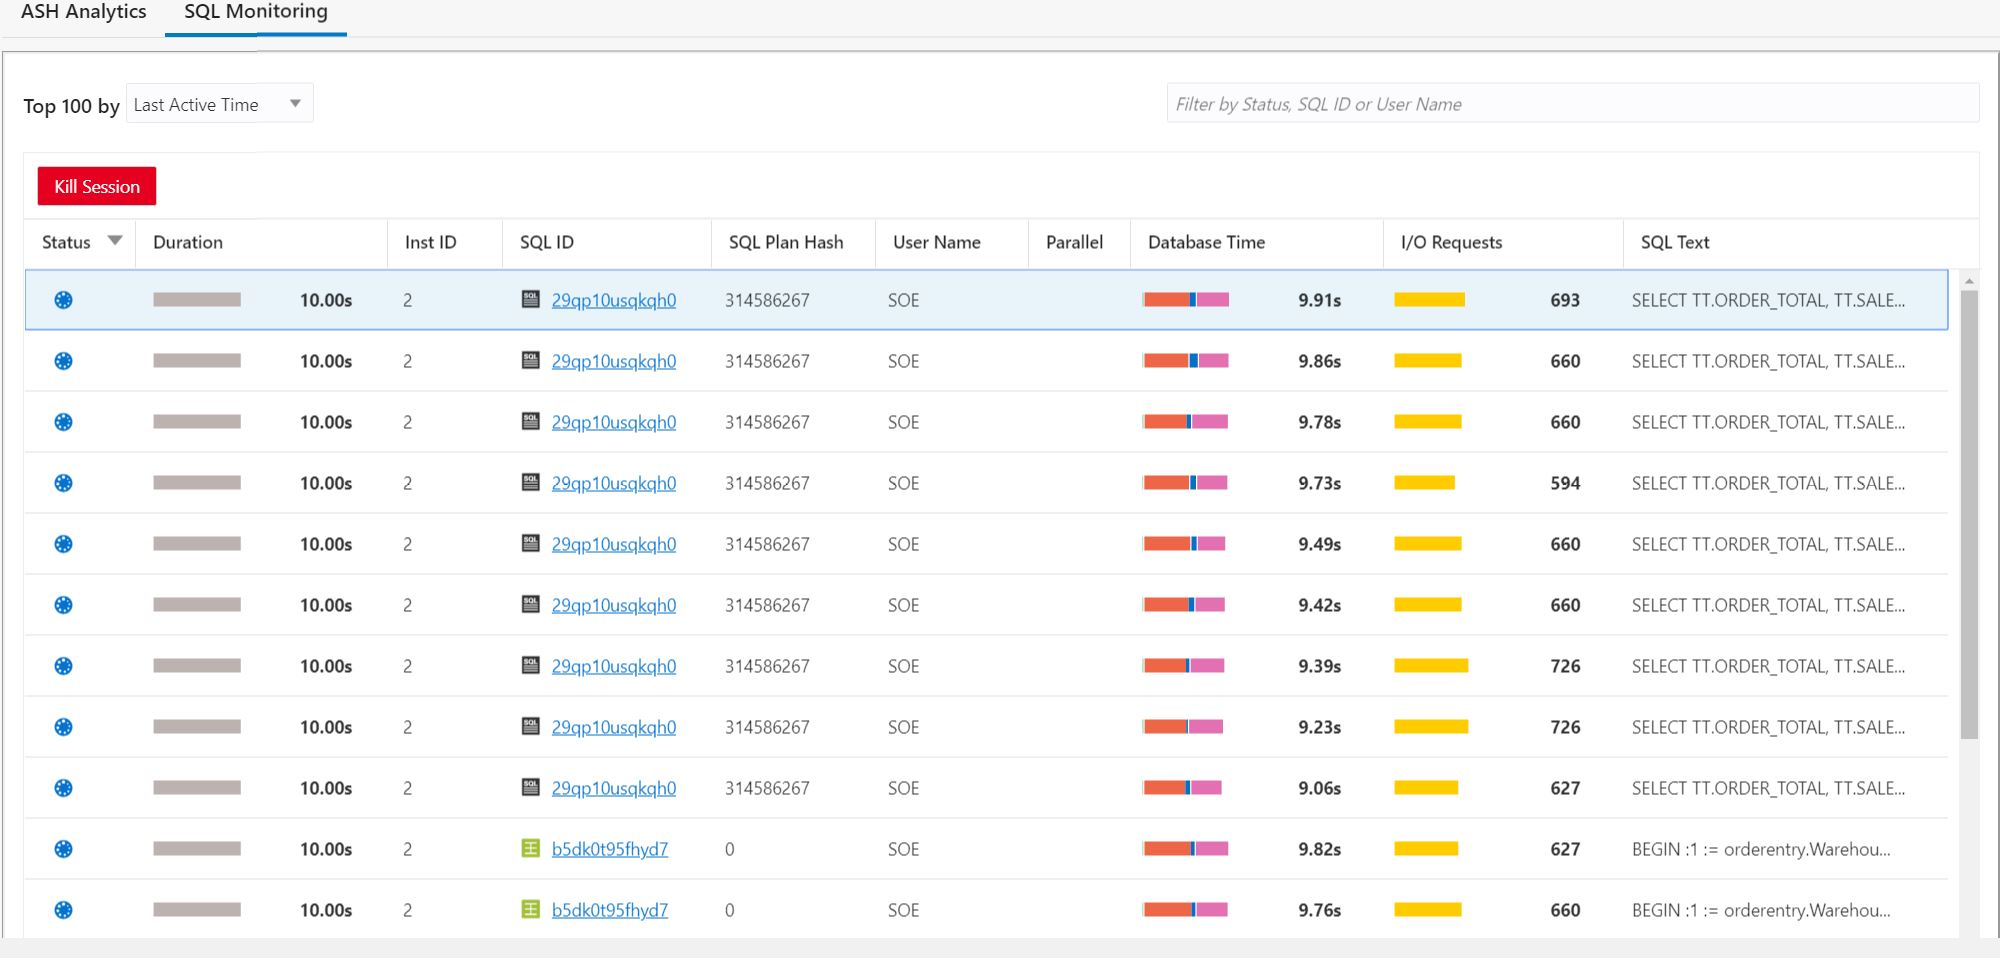 ASH Analytics SQL Monitoring
Top 100 by Last Active Time Filter by Status, SQL ID or User Name
Kill Session
Status Duration Inst ID SQL ID SQL Plan Hash User Name Parallel Database Time I/O Requests SQL Text
10.00s 2 SQL 29qp10usqkqh0 314586267 SOE 9.91s 693 SELECT TT.ORDER_TOTAL, TT.SALE...
10.00s 2 SQL 29qp10usqkqh0 314586267 SOE 9.86s 660 SELECT TT.ORDER_TOTAL, TT.SALE...
10.00s 2 SQL 29qp10usqkqh0 314586267 SOE 9.78s 660 SELECT TT.ORDER_TOTAL, TT.SALE...
10.00s 2 SQL 29qp10usqkqh0 314586267 SOE 9.73s 594 SELECT TT.ORDER_TOTAL, TT.SALE...
10.00s 2 SQL 29qp10usqkqh0 314586267 SOE 9.49s 660 SELECT TT.ORDER_TOTAL, TT.SALE...
10.00s 2 SQL 29qp10usqkqh0 314586267 SOE 9.42s 660 SELECT TT.ORDER_TOTAL, TT.SALE...
10.00s 2 SQL 29qp10usqkqh0 314586267 SOE 9.39s 726 SELECT TT.ORDER_TOTAL, TT.SALE...
10.00s 2 SQL 29qp10usqkqh0 314586267 SOE 9.23s 726 SELECT TT.ORDER_TOTAL, TT.SALE...
10.00s 2 SQL 29qp10usqkqh0 314586267 SOE 9.06s 627 SELECT TT.ORDER_TOTAL, TT.SALE...
10.00s 2 b5dk0t95fhyd7 0 SOE 9.82s 627 BEGIN :1 := orderentry.Warehou...
10.00s 2 b5dk0t95fhyd7 0 SOE 9.76s 660 BEGIN :1 := orderentry.Warehou...